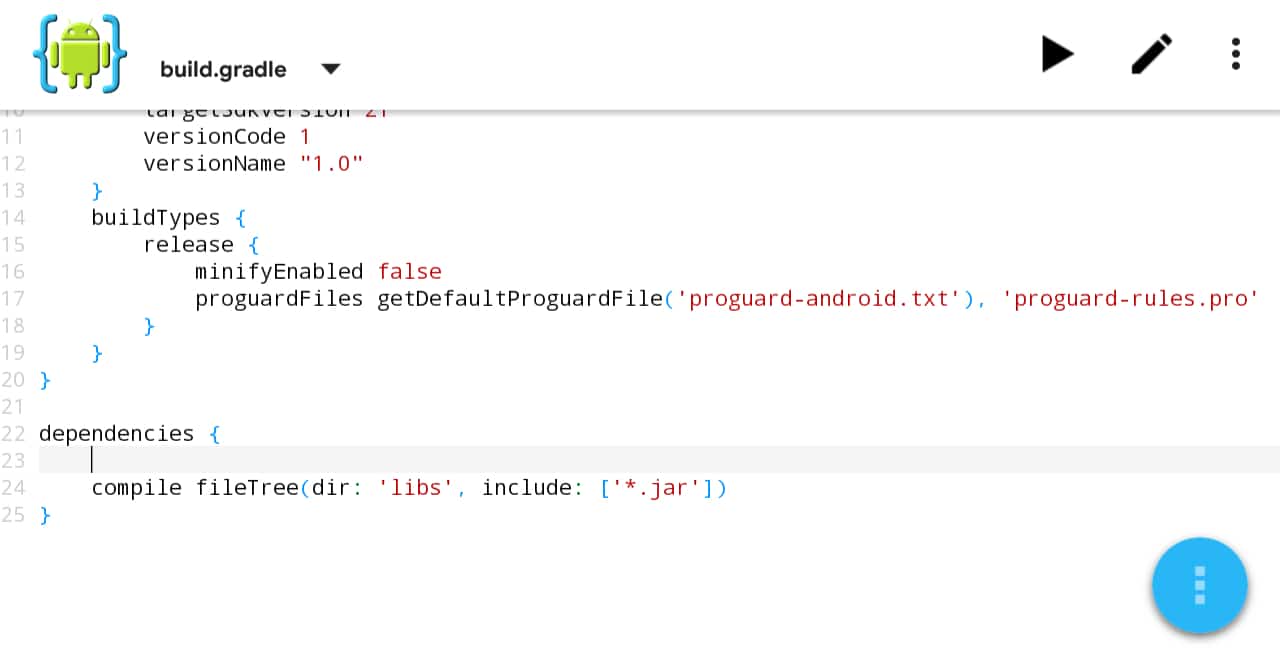 build.gradle
10 targetSdkVersion 21
11 versionCode 1
12 versionName "1.0"
13 }
14 buildTypes {
15 release {
16 minifyEnabled false
17 proguardFiles getDefaultProguardFile('proguard-android.txt'), 'proguard-rules.pro'
18 }
19 }
20 }
21
22 dependencies {
23
24 compile fileTree(dir: 'libs', include: ['*.jar'])
25 }